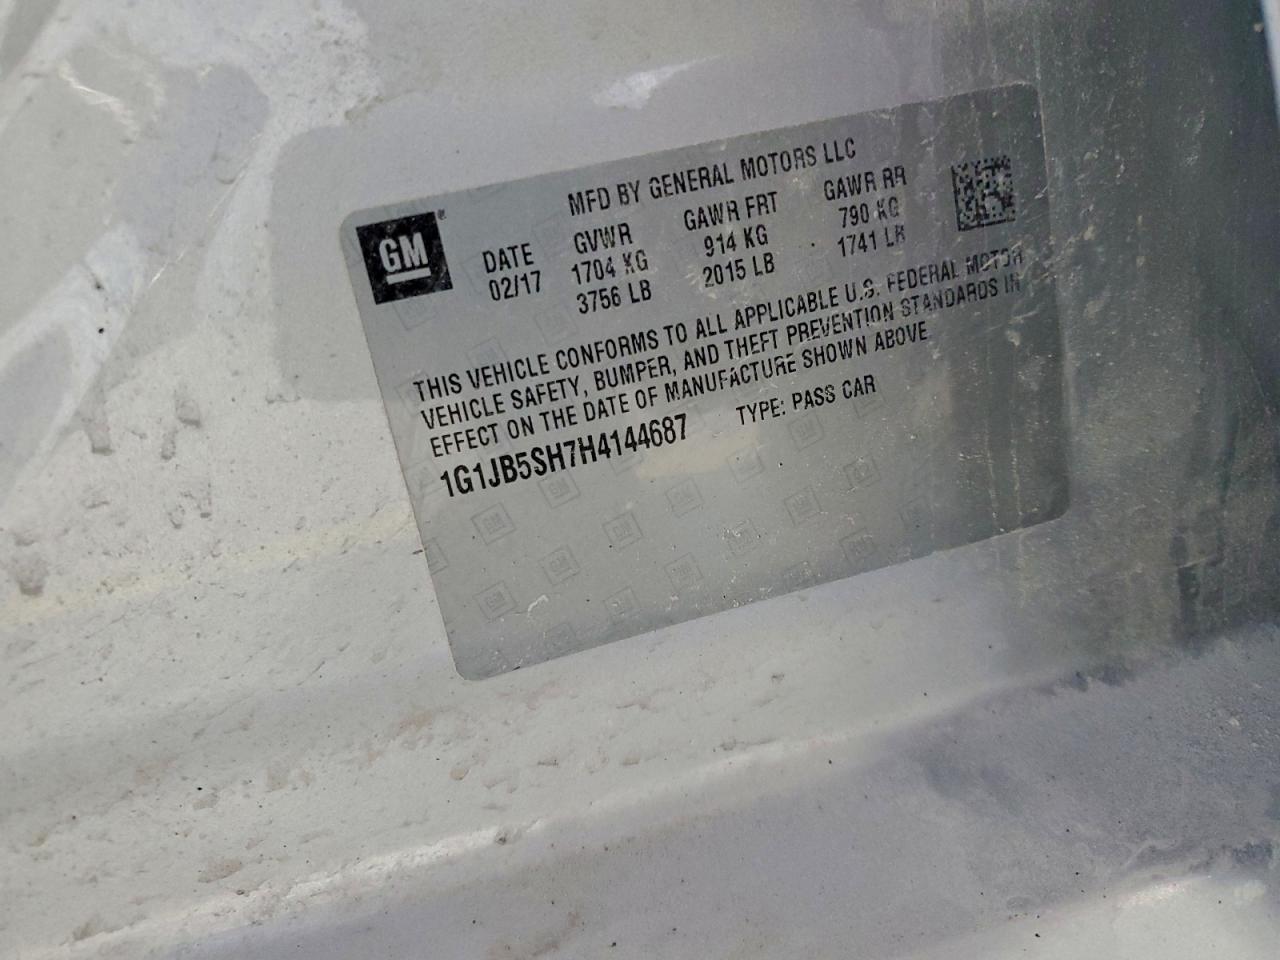 MFD BY GENERAL MOTORS LLC
GM®
DATE GVWR GAWR FRT GAWR RR
02/17 1704 KG 914 KG 790 KG
3756 LB 2015 LB 1741 LB
THIS VEHICLE CONFORMS TO ALL APPLICABLE U.S. FEDERAL MOTOR
VEHICLE SAFETY, BUMPER, AND THEFT PREVENTION STANDARDS IN
EFFECT ON THE DATE OF MANUFACTURE SHOWN ABOVE
1G1JB5SH7H4144687 TYPE: PASS CAR